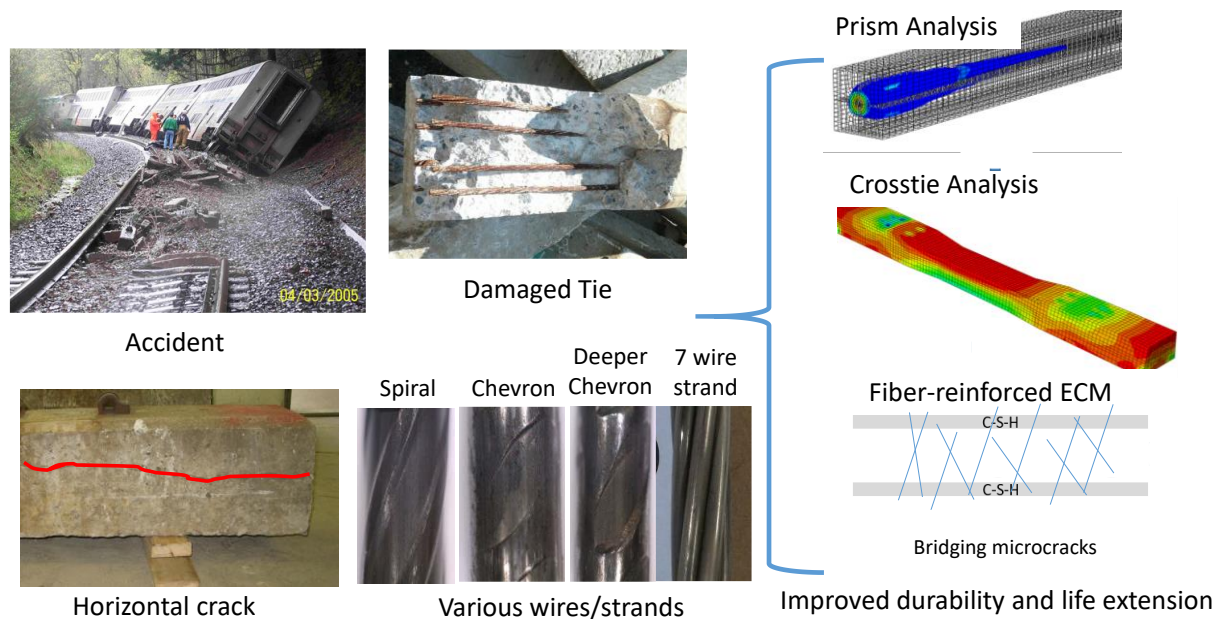 Prism Analysis
Crosstie Analysis
04/03/2005
Accident
Damaged Tie
Spiral
Chevron
Deeper
Chevron
7 wire
strand
Fiber-reinforced ECM
C-S-H
C-S-H
Bridging microcracks
Horizontal crack
Various wires/strands
Improved durability and life extension